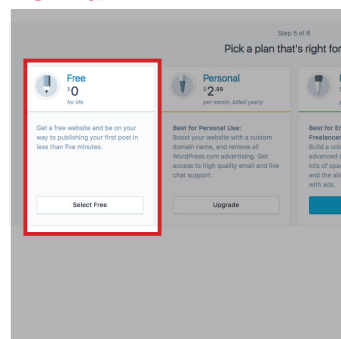 Step 5 of 6
Pick a plan that's right for
Free
$0
for life
Get a free website and be on your
way to publishing your first post in
less than five minutes.
Select Free
Personal
$2.99
per month, billed yearly
Best for Personal Use:
Boost your website with a custom
domain name, and remove all
WordPress.com advertising. Get
access to high quality email and live
chat support.
Upgrade
Best for
Freelancer
Build a
advanced
lots of
and the
with ads.